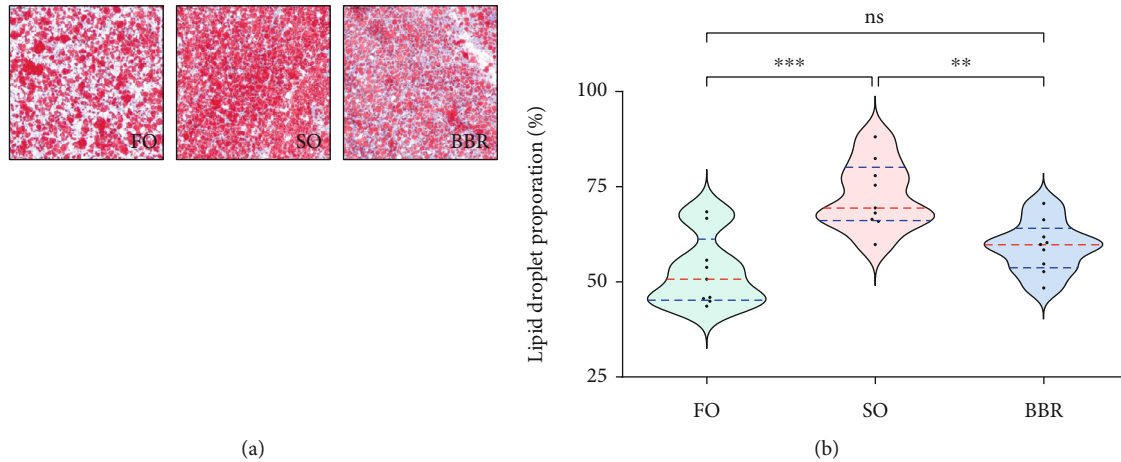 FO
SO
BBR
(a)
ns
***
**
Lipid droplet proporation (%)
100
75
50
25
FO
SO
BBR
(b)